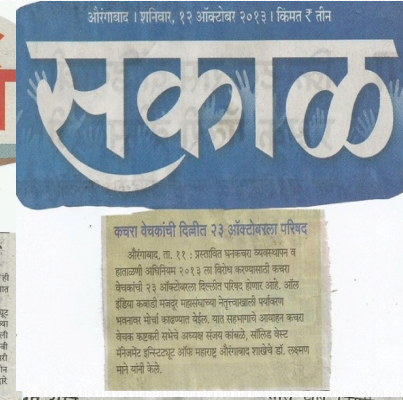 औरंगाबाद । शनिवार, १२ ऑक्टोबर २०१३ । किंमत ₹ तीन
सकाळ
कचरा वेचकांची दिल्लीत २३ ऑक्टोबरला परिषद
औरंगाबाद, ता. ११ : प्रस्तावित घनकचरा व्यवस्थापन व
हाताळणी अधिनियम २०१३ ला विरोध करण्यासाठी कचरा
वेचकांची २३ ऑक्टोबरला दिल्लीत परिषद होणार आहे. ऑल
इंडिया कबाडी मजदूर महासंघाच्या नेतृत्त्वाखाली पर्यावरण
भवनावर मोर्चा काढण्यात येईल. यात सहभागाचे आवाहन कचरा
वेचक कष्टकरी सभेचे अध्यक्ष संजय कांबळे, सॉलिड वेस्ट
मॅनेजमेंट इन्स्टिट्यूट ऑफ महाराष्ट्र औरंगाबाद शाखेचे डॉ. लक्ष्मण
माने यांनी केले.